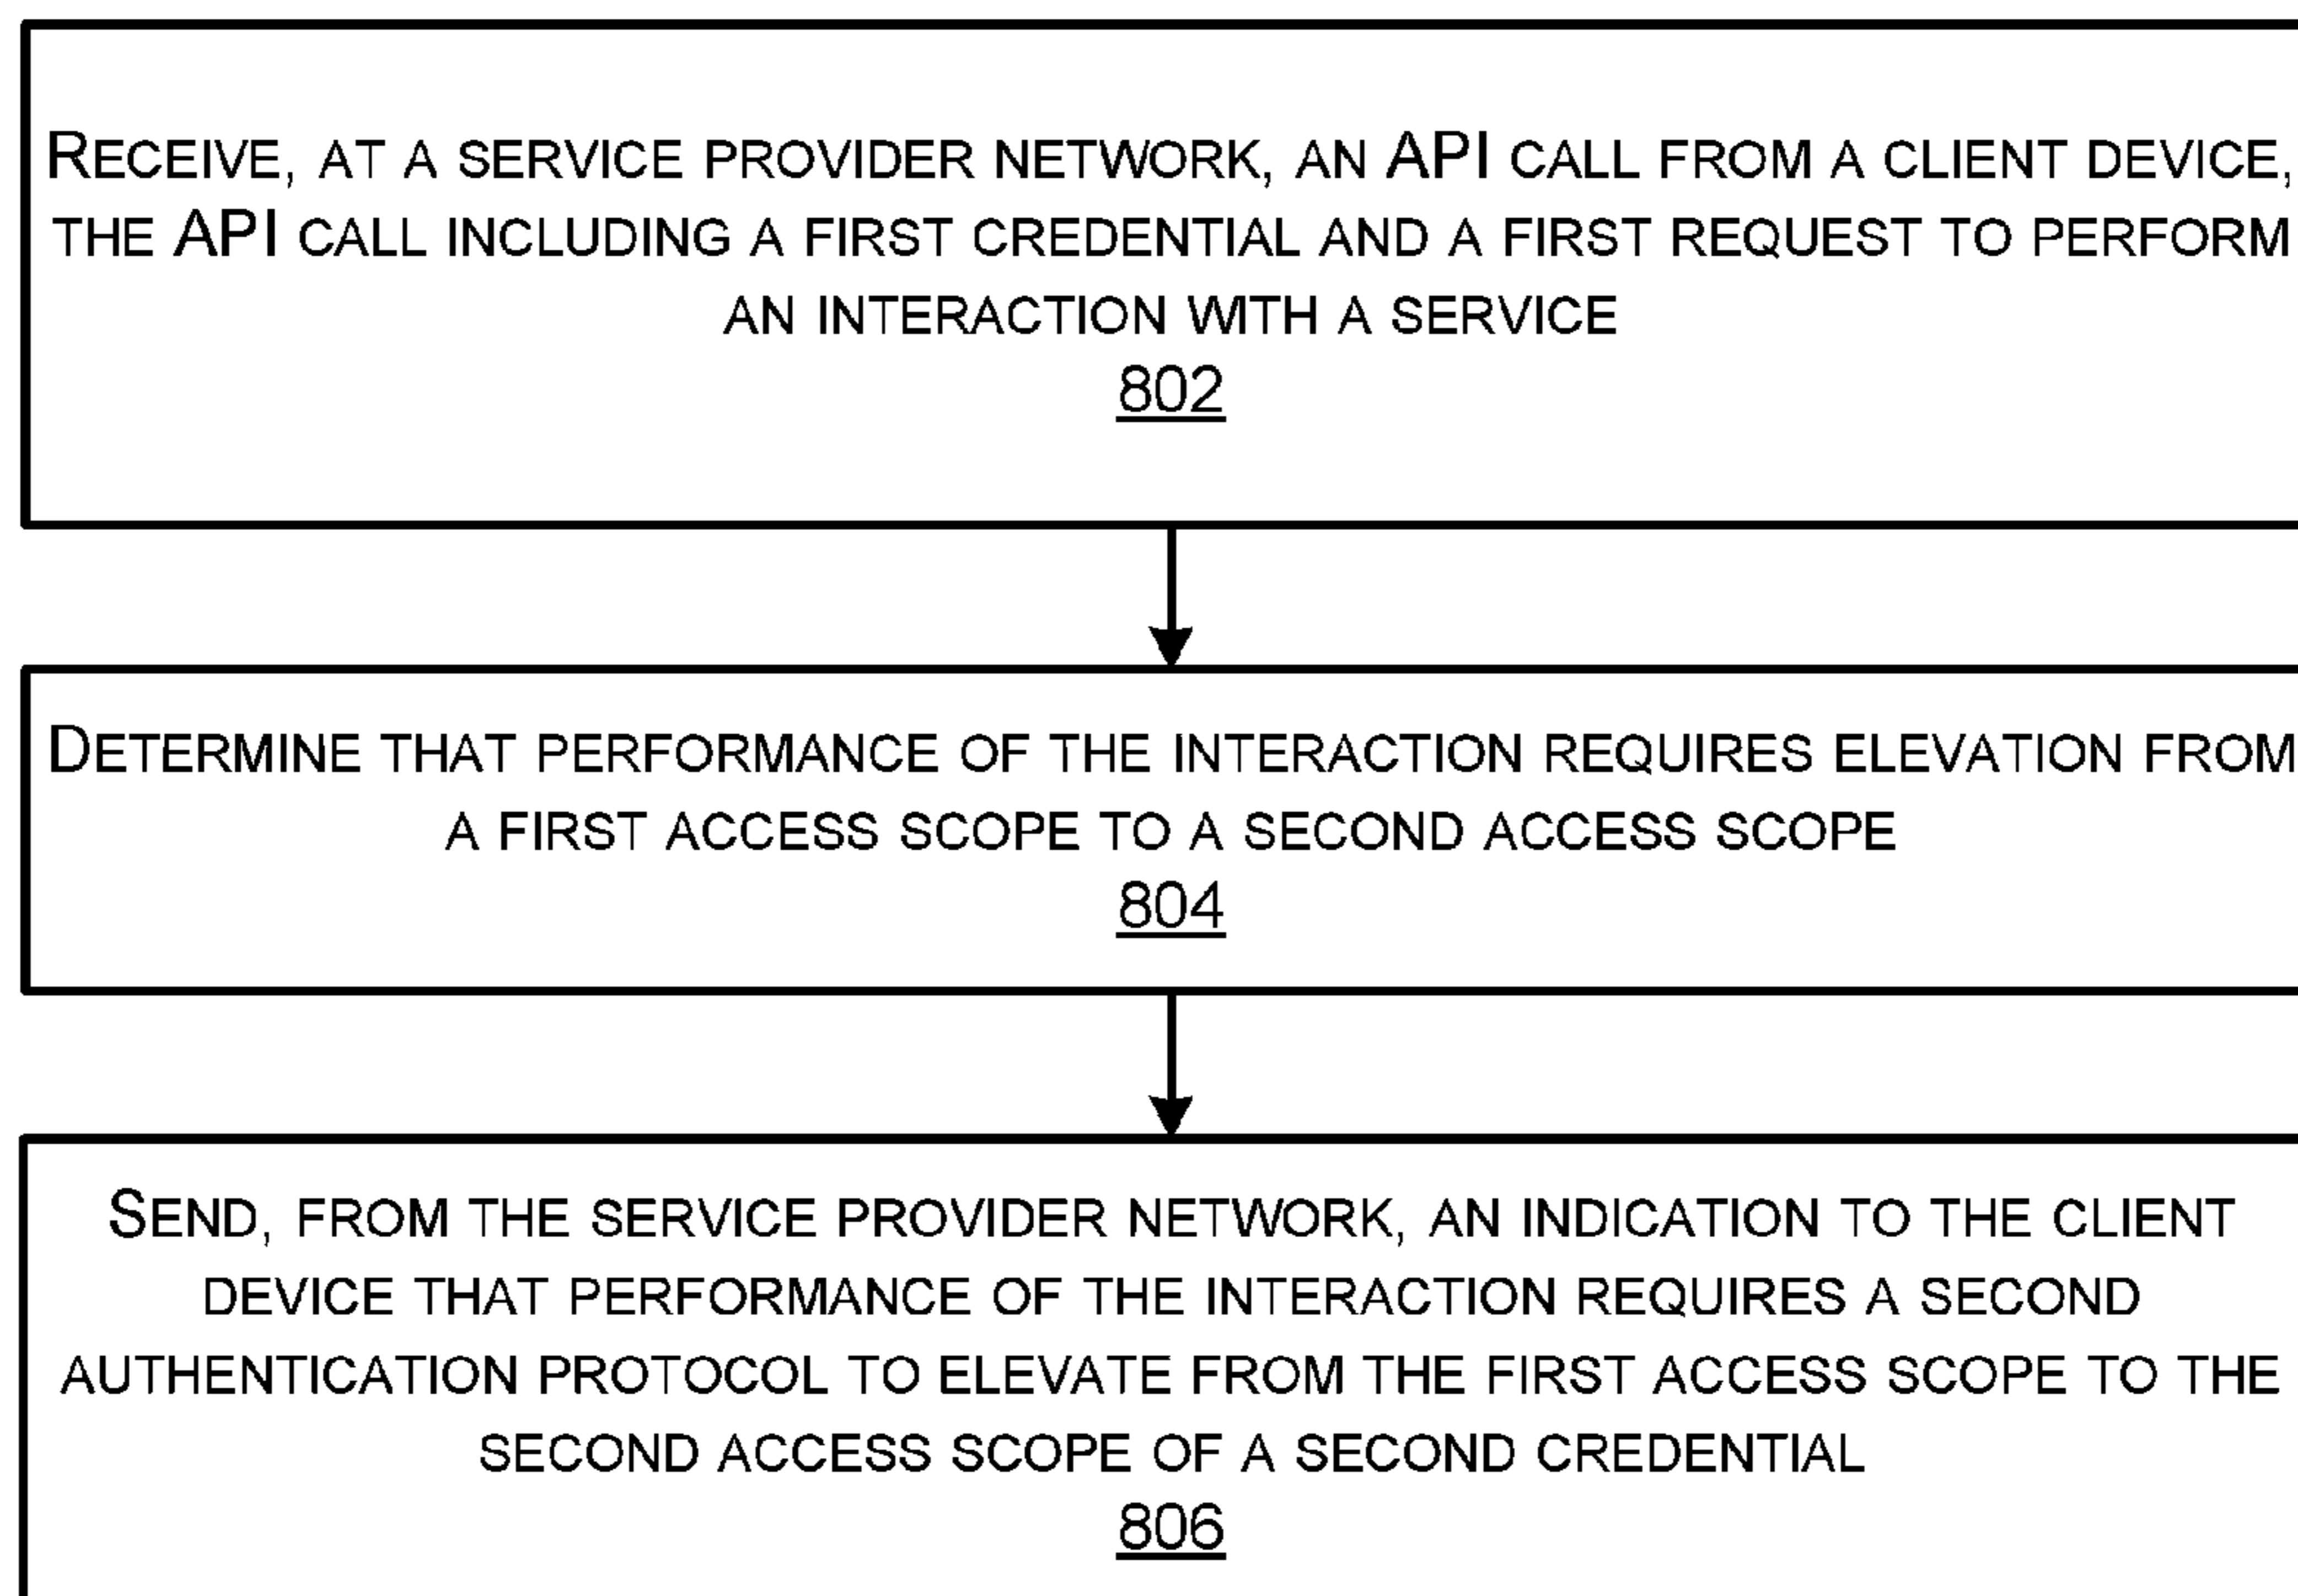 RECEIVE, AT A SERVICE PROVIDER NETWORK, AN API CALL FROM A CLIENT DEVICE,
THE API CALL INCLUDING A FIRST CREDENTIAL AND A FIRST REQUEST TO PERFORM
AN INTERACTION WITH A SERVICE
802
DETERMINE THAT PERFORMANCE OF THE INTERACTION REQUIRES ELEVATION FROM
A FIRST ACCESS SCOPE TO A SECOND ACCESS SCOPE
804
SEND, FROM THE SERVICE PROVIDER NETWORK, AN INDICATION TO THE CLIENT
DEVICE THAT PERFORMANCE OF THE INTERACTION REQUIRES A SECOND
AUTHENTICATION PROTOCOL TO ELEVATE FROM THE FIRST ACCESS SCOPE TO THE
SECOND ACCESS SCOPE OF A SECOND CREDENTIAL
806